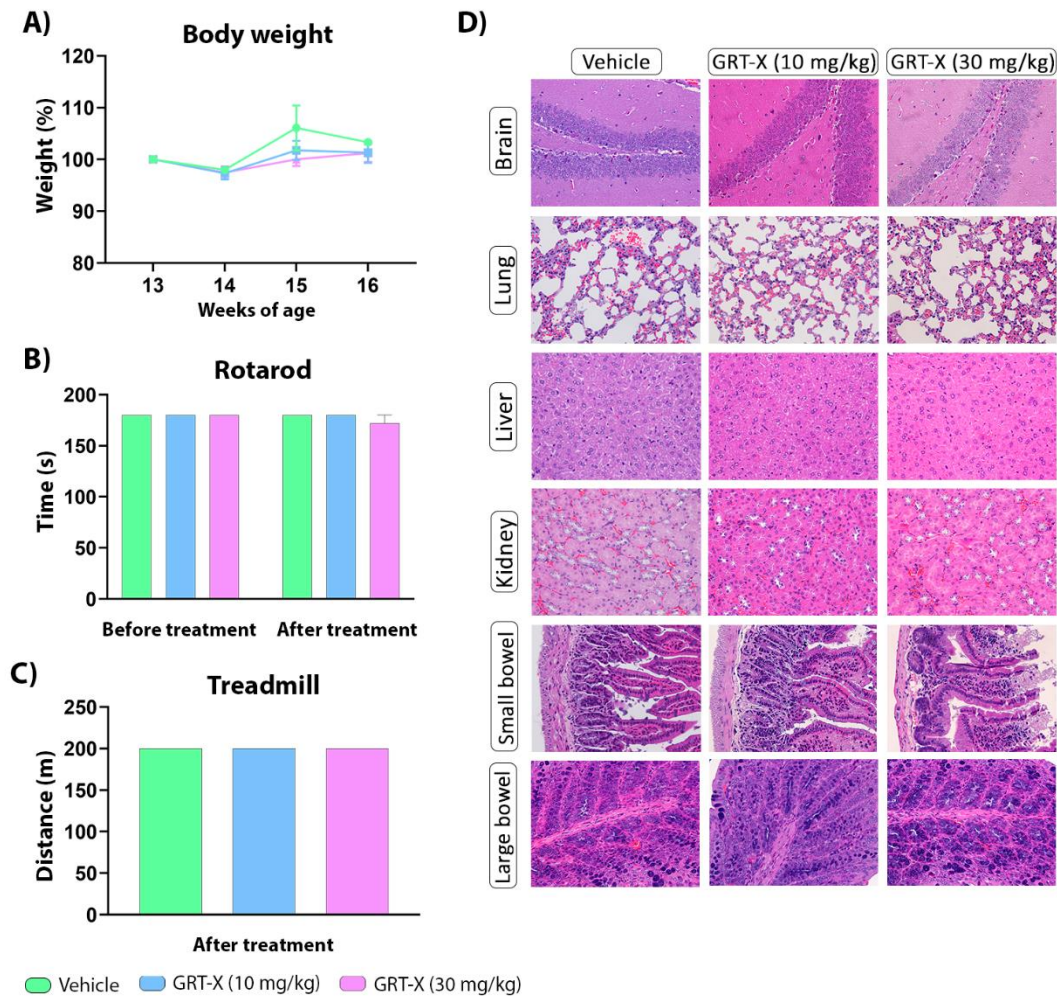 A)
Body weight
120
110
100
90
80
Weight (%)
13 14 15 16
Weeks of age
B)
Rotarod
200
150
100
50
0
Time (s)
Before treatment After treatment
C)
Treadmill
250
200
150
100
50
0
Distance (m)
After treatment
Vehicle GRT-X (10 mg/kg) GRT-X (30 mg/kg)
D)
Vehicle GRT-X (10 mg/kg) GRT-X (30 mg/kg)
Brain
Lung
Liver
Kidney
Small bowel
Large bowel